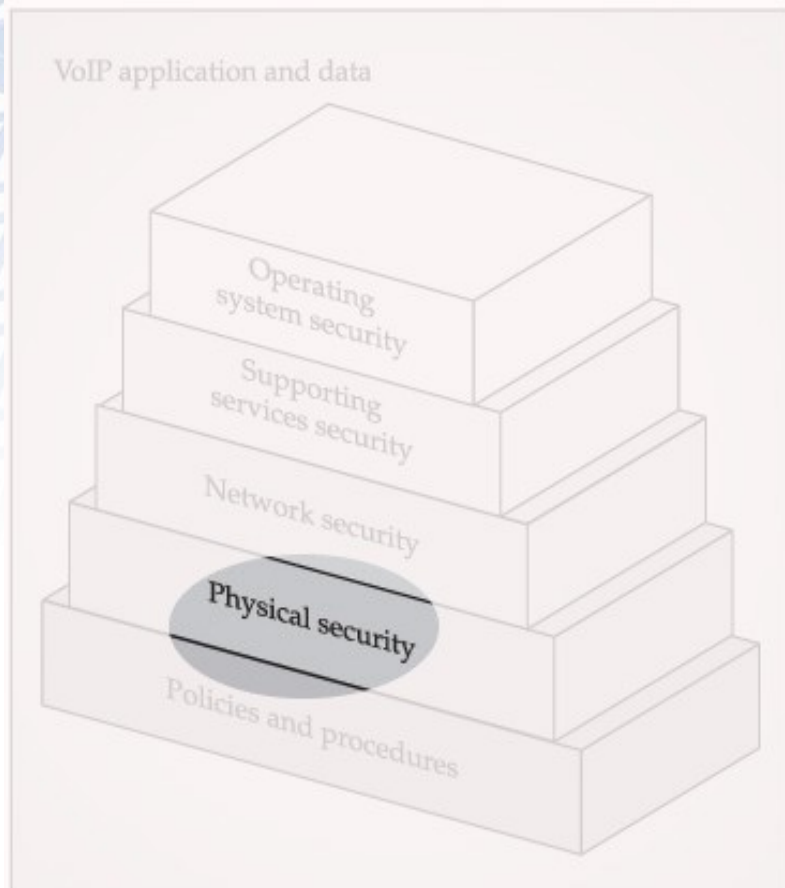 VoIP application and data
Operating
system security
Supporting
services security
Network security
Physical security
Policies and procedures